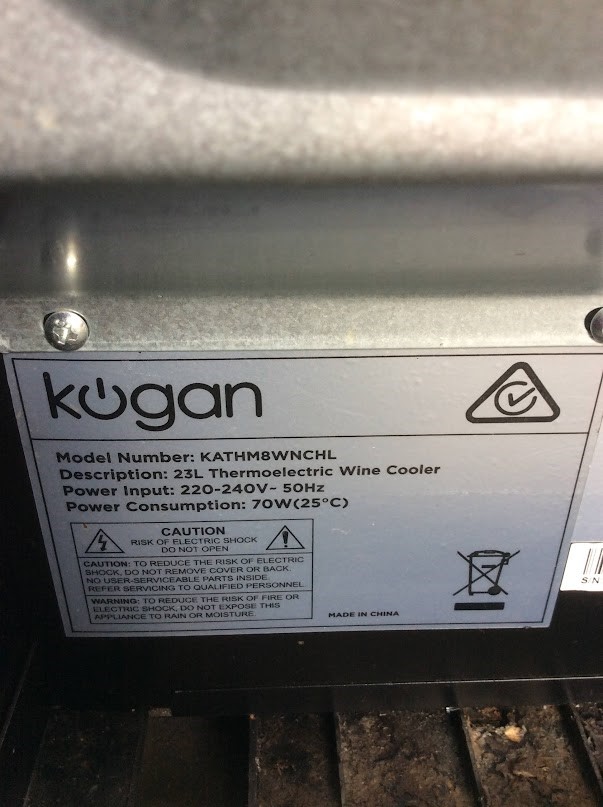 kogan
Model Number: KATHM8WNCHL
Description: 23L Thermoelectric Wine Cooler
Power Input: 220-240V~ 50Hz
Power Consumption: 70W(25°C)
CAUTION
RISK OF ELECTRIC SHOCK
DO NOT OPEN
CAUTION: TO REDUCE THE RISK OF ELECTRIC
SHOCK, DO NOT REMOVE COVER OR BACK.
NO USER-SERVICEABLE PARTS INSIDE.
REFER SERVICING TO QUALIFIED PERSONNEL
WARNING: TO REDUCE THE RISK OF FIRE OR
ELECTRIC SHOCK, DO NOT EXPOSE THIS
APPLIANCE TO RAIN OR MOISTURE.
MADE IN CHINA
S/N